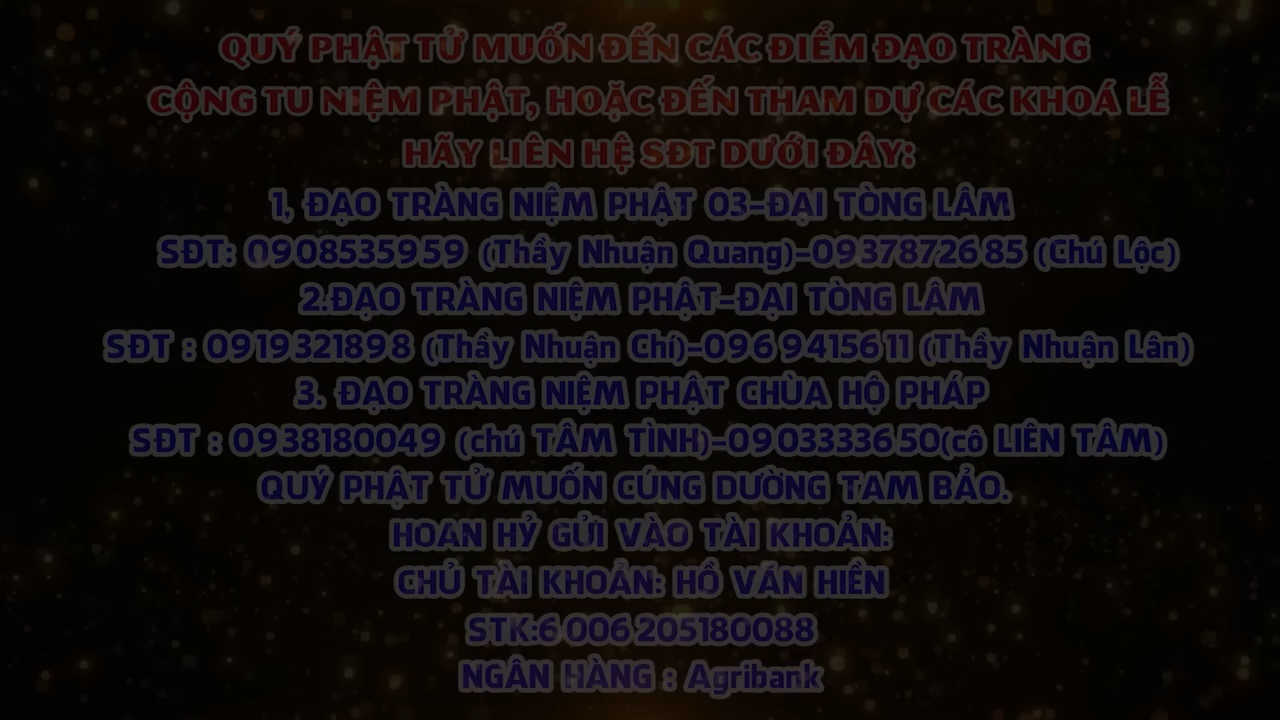 QUÝ PHẬT TỬ MUỐN ĐẾN CÁC ĐIỂM ĐẠO TRÀNG
CỘNG TU NIỆM PHẬT, HOẶC ĐẾN THAM DỰ CÁC KHOÁ LỄ
HÃY LIÊN HỆ SĐT DƯỚI ĐÂY:
1, ĐẠO TRÀNG NIỆM PHẬT 03-ĐẠI TÒNG LÂM
SĐT: 0908535959 (Thầy Nhuận Quang)-0937872685 (Chú Lộc)
2.ĐẠO TRÀNG NIỆM PHẬT-ĐẠI TÒNG LÂM
SĐT : 0919321898 (Thầy Nhuận Chí)-0969415611 (Thầy Nhuận Lân)
3. ĐẠO TRÀNG NIỆM PHẬT CHÙA HỘ PHÁP
SĐT : 0938180049 (chú TÂM TÌNH)-0903333650(cô LIÊN TÂM)
QUÝ PHẬT TỬ MUỐN CÚNG DƯỜNG TAM BẢO.
HOAN HỶ GỬI VÀO TÀI KHOẢN:
CHỦ TÀI KHOẢN: HỒ VĂN HIỀN
STK:6006205180088
NGÂN HÀNG : Agribank